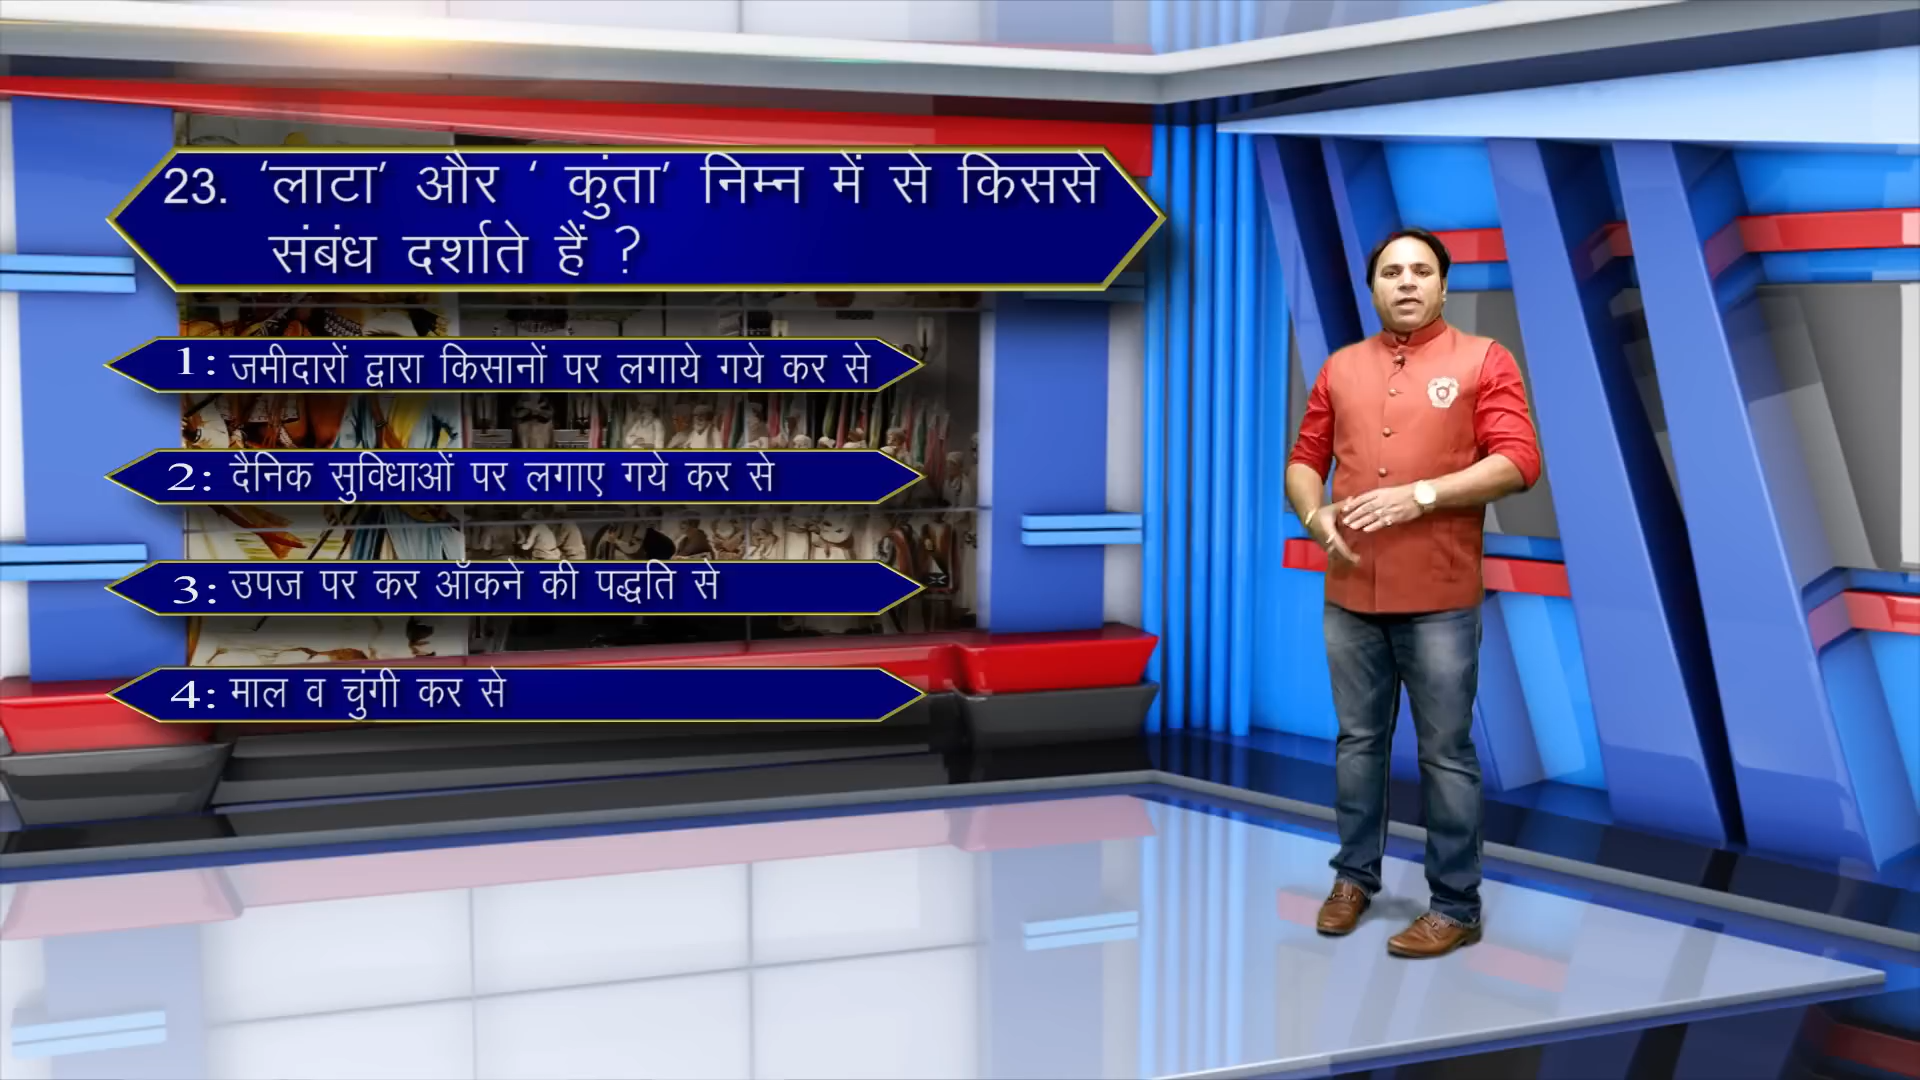 23. ‘लाटा’ और ‘ कुंता’ निम्न में से किससे
संबंध दर्शाते हैं ?
1: जमीदारों द्वारा किसानों पर लगाये गये कर से
2: दैनिक सुविधाओं पर लगाए गये कर से
3: उपज पर कर आँकने की पद्धति से
4: माल व चुंगी कर से